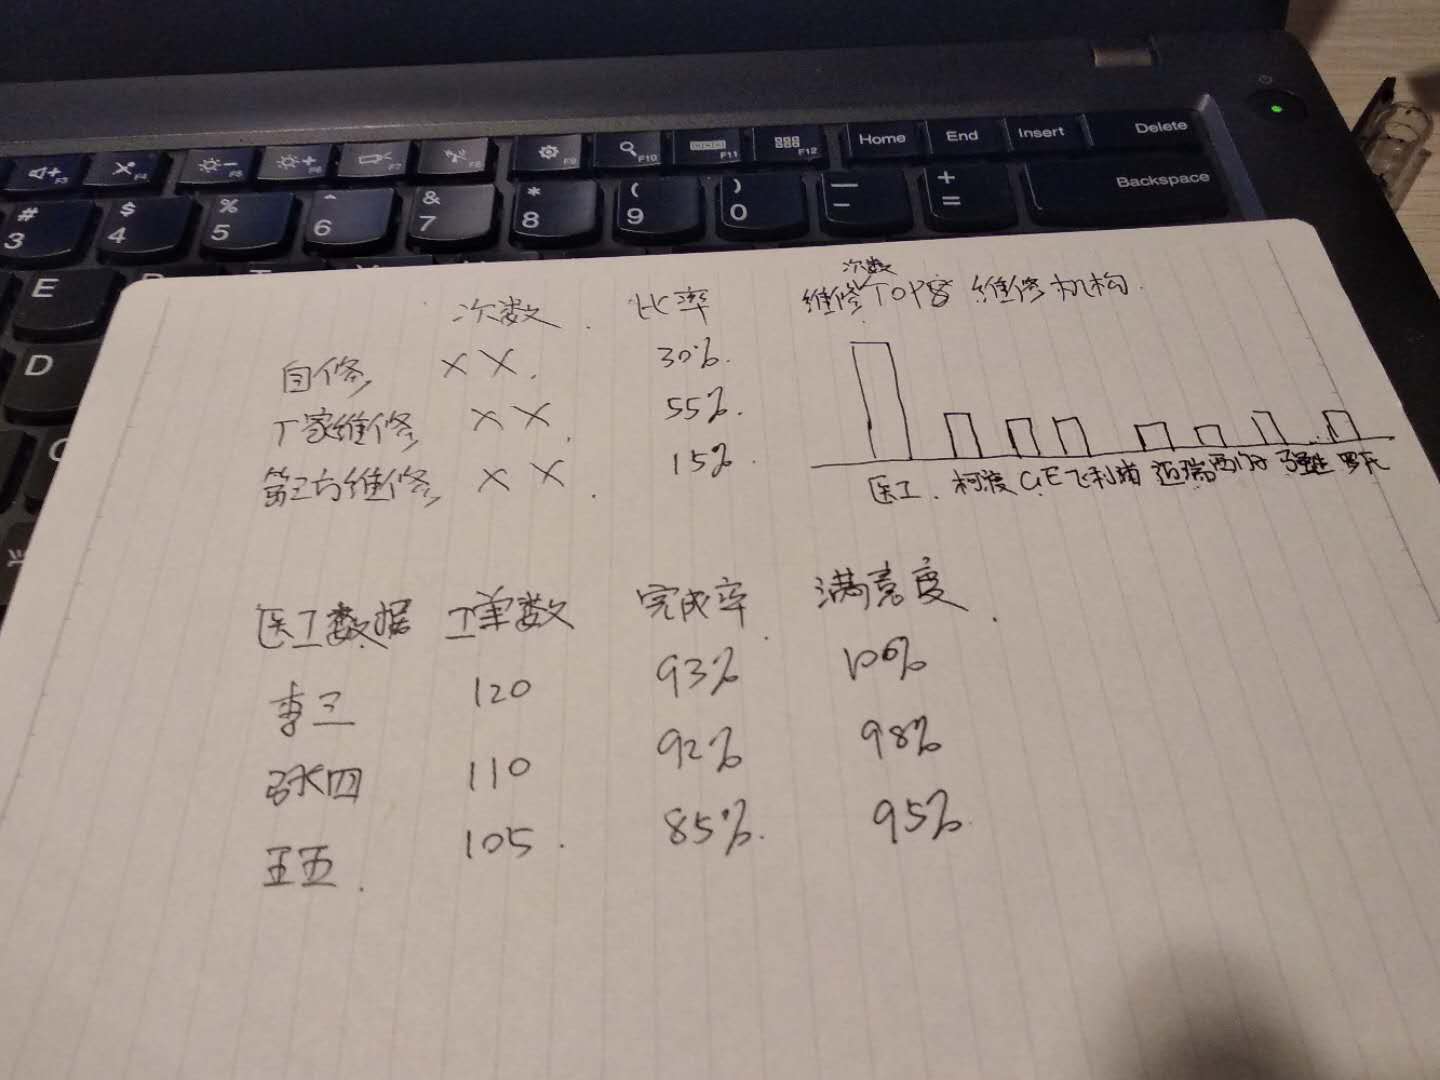 F3 F4 F5 F6 F7 F8 F9 F10 F11 F12 Home End Insert Delete
# 3 $ 4 % 5 ^ 6 & 7 * 8 ( 9 ) 0 — - + = Backspace
E
D
次数 比率
自修 ×× 30%
厂家维修 ×× 55%
第三方维修 ×× 15%
次数
维修TOP8 维修机构
医工 柯渡 GE 飞利浦 迈瑞 西门子 强生 罗氏
医工数据 工单数 完成率 满意度
李三 120 93% 100%
张四 110 92% 98%
王五 105 85% 95%